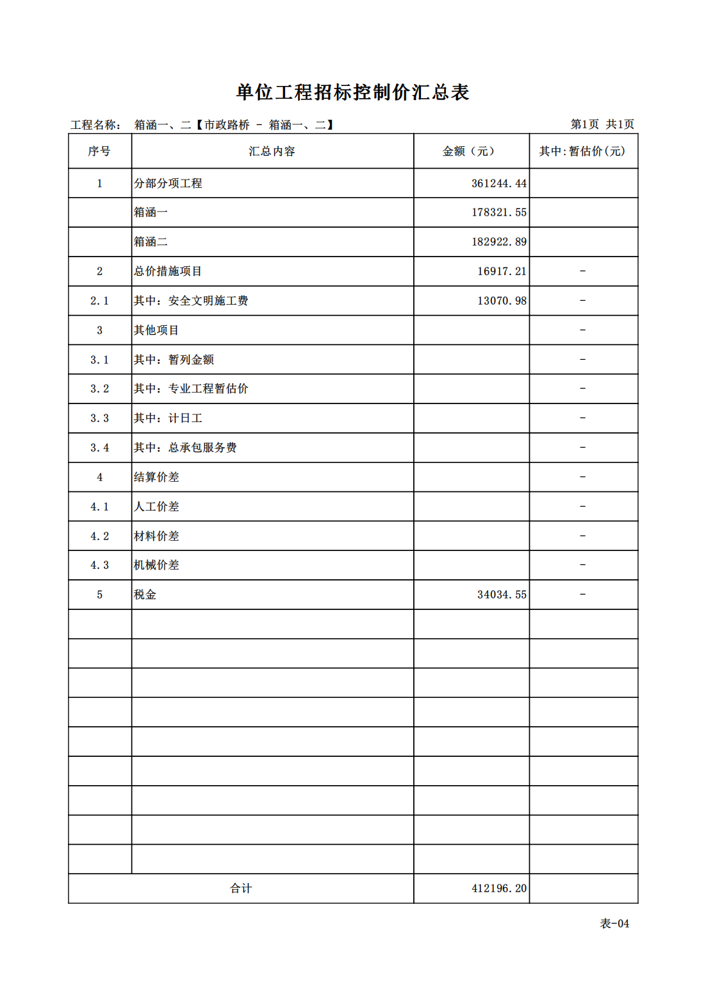 单位工程招标控制价汇总表
工程名称： 箱涵一、二【市政路桥 - 箱涵一、二】 第1页 共1页
序号 汇总内容 金额（元） 其中:暂估价(元)
1 分部分项工程 361244.44
箱涵一 178321.55
箱涵二 182922.89
2 总价措施项目 16917.21 -
2.1 其中：安全文明施工费 13070.98 -
3 其他项目 -
3.1 其中：暂列金额 -
3.2 其中：专业工程暂估价 -
3.3 其中：计日工 -
3.4 其中：总承包服务费 -
4 结算价差 -
4.1 人工价差 -
4.2 材料价差 -
4.3 机械价差 -
5 税金 34034.55 -
合计 412196.20
表-04